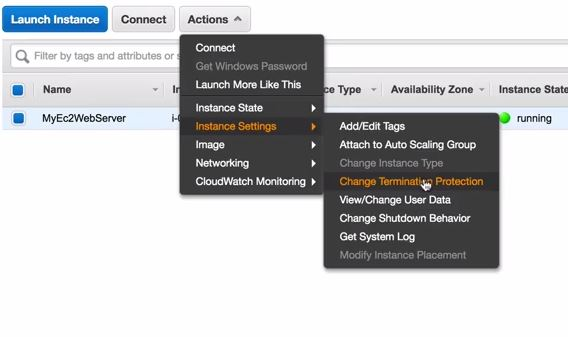 Launch Instance Connect Actions
Filter by tags and attributes or s
Connect
Get Windows Password
Launch More Like This
Name Type Availability Zone Instance State
MyEc2WebServer running
Instance State
Instance Settings
Image
Networking
CloudWatch Monitoring
Add/Edit Tags
Attach to Auto Scaling Group
Change Instance Type
Change Termination Protection
View/Change User Data
Change Shutdown Behavior
Get System Log
Modify Instance Placement